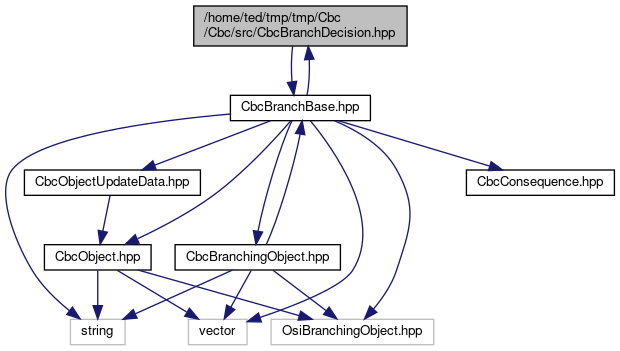 /home/ted/tmp/tmp/Cbc
/Cbc/src/CbcBranchDecision.hpp
CbcBranchBase.hpp
CbcObjectUpdateData.hpp
CbcConsequence.hpp
CbcObject.hpp
CbcBranchingObject.hpp
string
vector
OsiBranchingObject.hpp